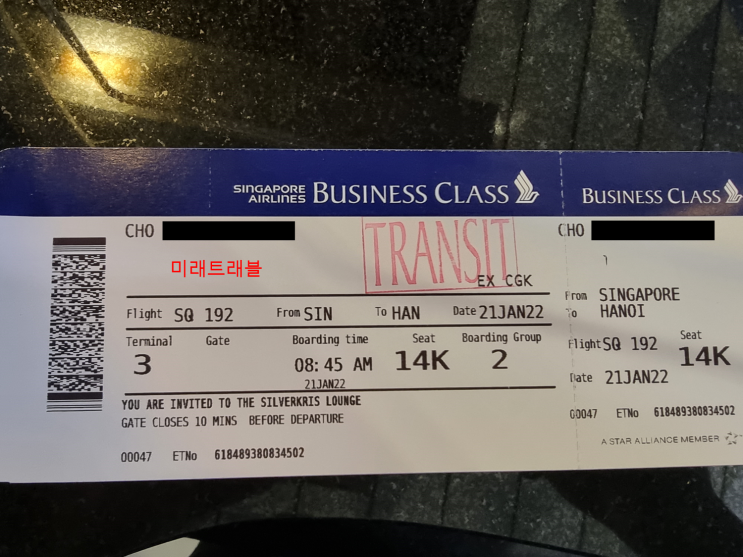 SINGAPORE AIRLINES BUSINESS CLASS
CHO
미래트래블
TRANSIT
EX CGK
Flight SQ 192 From SIN To HAN Date 21JAN22
Terminal Gate Boarding time Seat Boarding Group
3 08:45 AM 14K 2
21JAN22
YOU ARE INVITED TO THE SILVERKRIS LOUNGE
GATE CLOSES 10 MINS BEFORE DEPARTURE
00047 ETNo 618489380834502
BUSINESS CLASS
CHO
From SINGAPORE
To HANOI
Flight SQ 192 Seat 14K
Date 21JAN22
00047 ETNo 618489380834502
A STAR ALLIANCE MEMBER